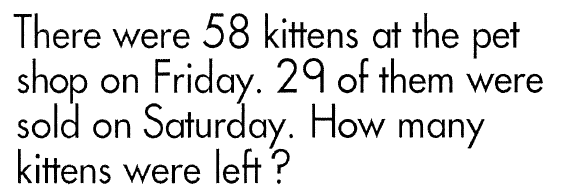 There were 58 kittens at the pet
shop on Friday. 29 of them were
sold on Saturday. How many
kittens were left ?